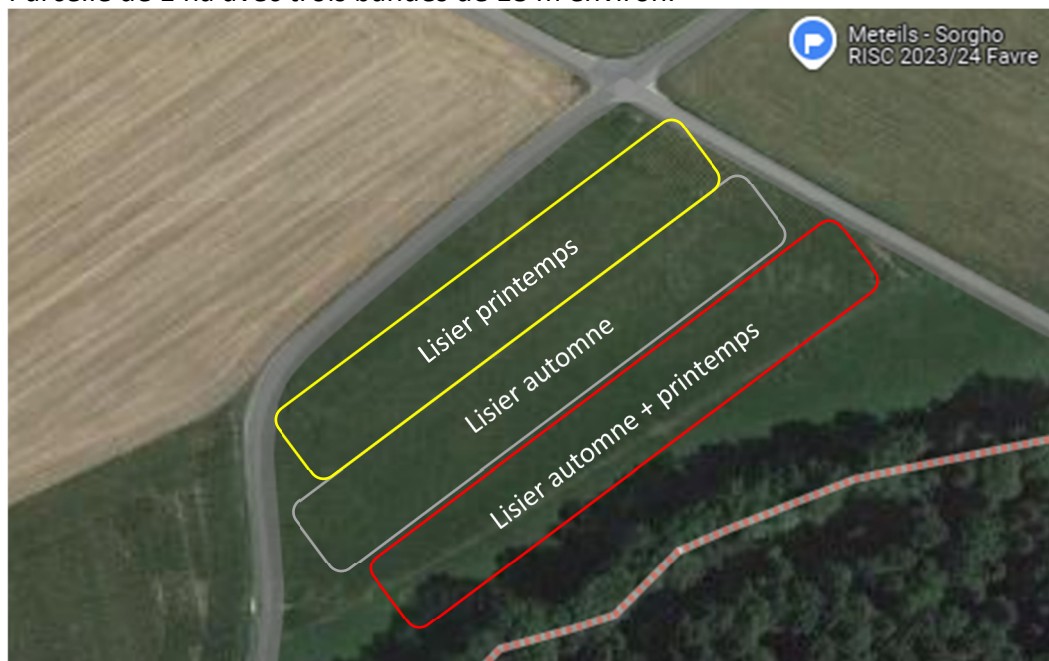 Meteils - Sorgho
RISC 2023/24 Favre
Lisier printemps
Lisier automne
Lisier automne + printemps